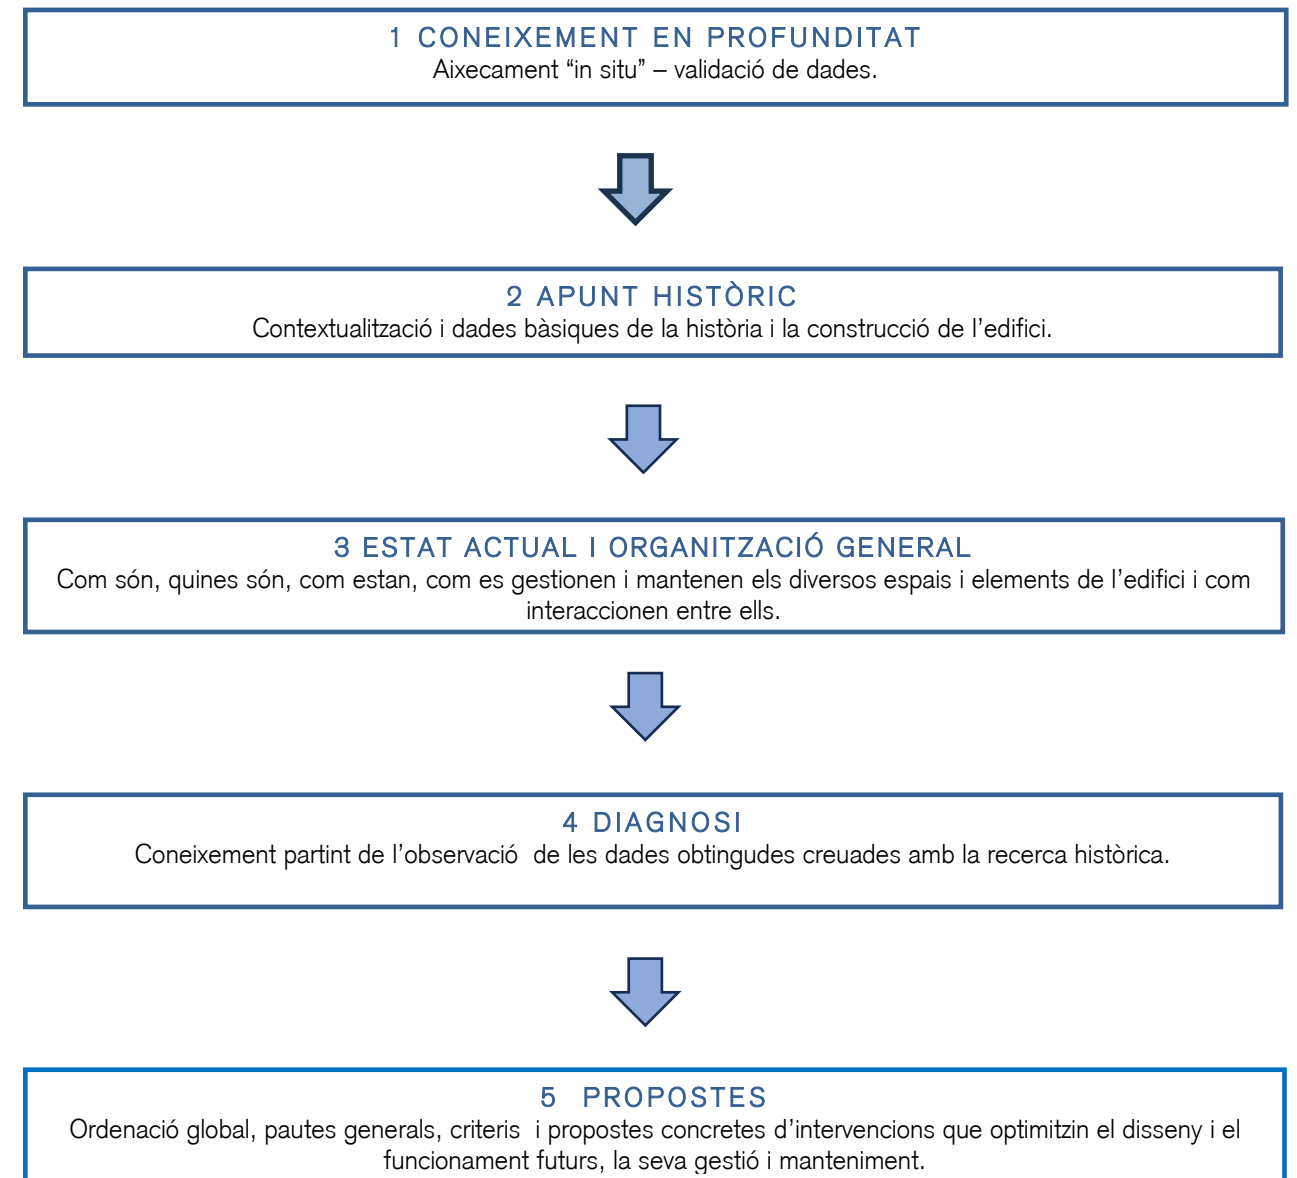 1 CONEIXEMENT EN PROFUNDITAT
Aixecament “in situ” – validació de dades.
2 APUNT HISTÒRIC
Contextualització i dades bàsiques de la història i la construcció de l’edifici.
3 ESTAT ACTUAL I ORGANITZACIÓ GENERAL
Com són, quines són, com estan, com es gestionen i mantenen els diversos espais i elements de l’edifici i com
interaccionen entre ells.
4 DIAGNOSI
Coneixement partint de l’observació  de les dades obtingudes creuades amb la recerca històrica.
5  PROPOSTES
Ordenació global, pautes generals, criteris  i propostes concretes d’intervencions que optimitzin el disseny i el
funcionament futurs, la seva gestió i manteniment.